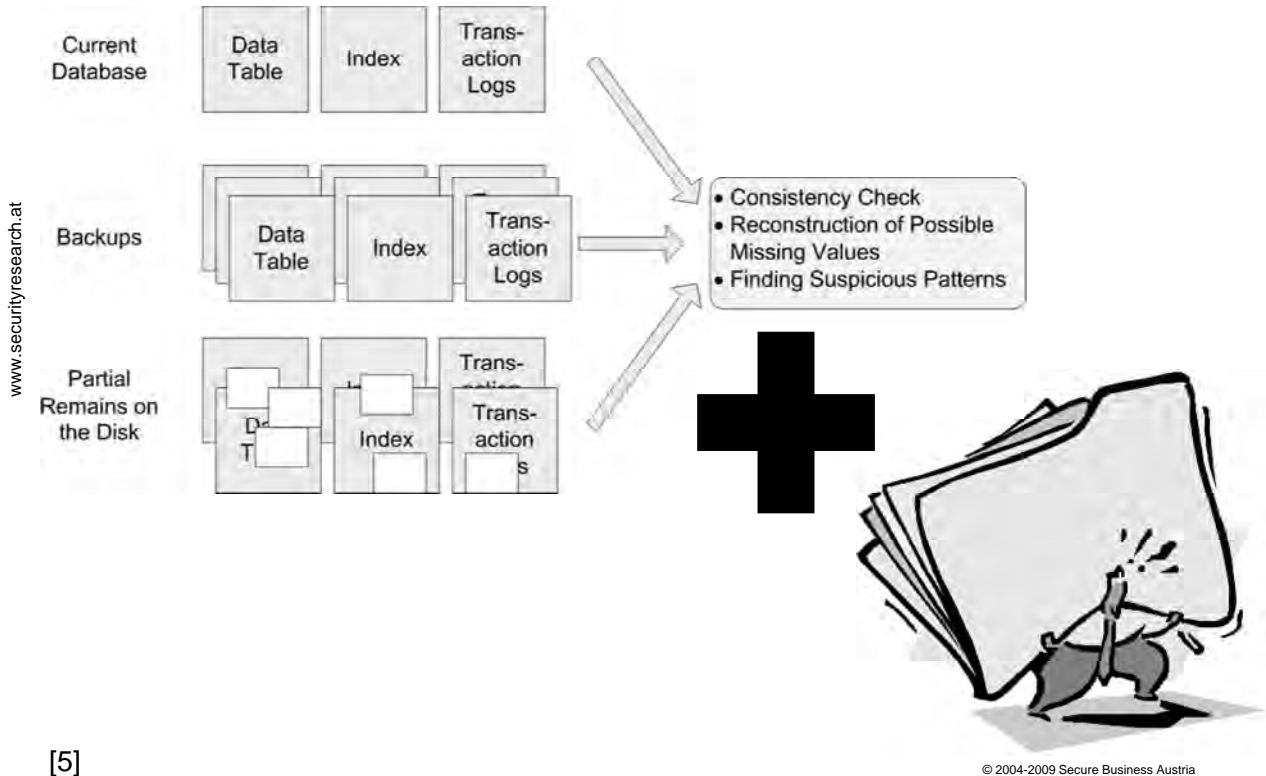 Current
Database
Data
Table
Index
Trans-
action
Logs
Backups
Data
Table
Index
Trans-
action
Logs
• Consistency Check
• Reconstruction of Possible
Missing Values
• Finding Suspicious Patterns
Partial
Remains on
the Disk
Trans-
Index
Trans-
action
www.securityresearch.at
[5]
© 2004-2009 Secure Business Austria